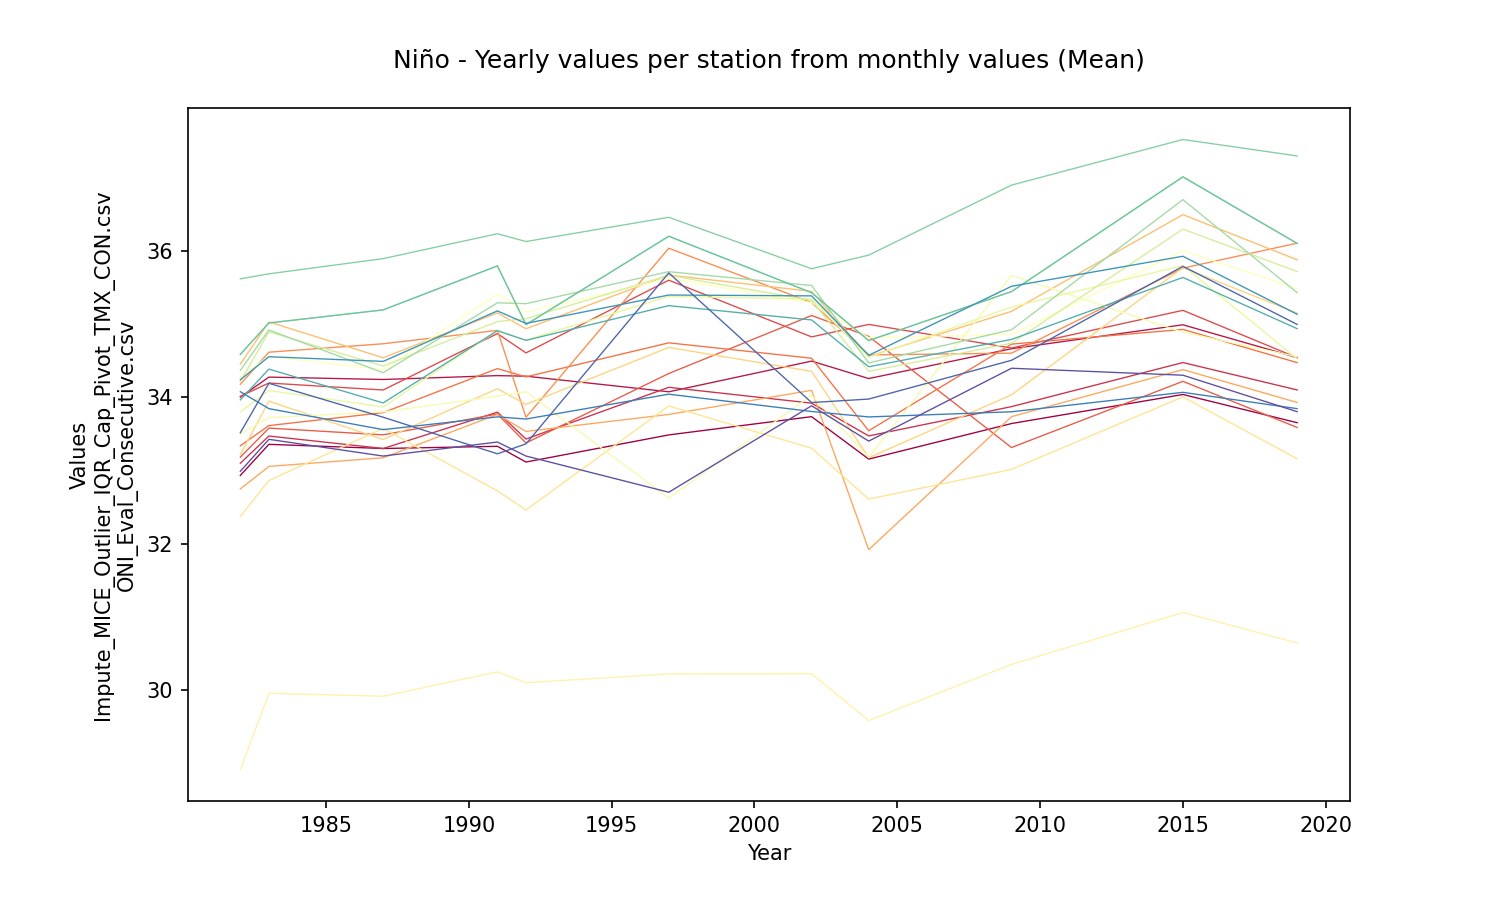 Niño - Yearly values per station from monthly values (Mean)
Values
Impute_MICE_Outlier_IQR_Cap_Pivot_TMX_CON.csv
ONI_Eval_Consecutive.csv
36
34
32
30
1985
1990
1995
2000
2005
2010
2015
2020
Year